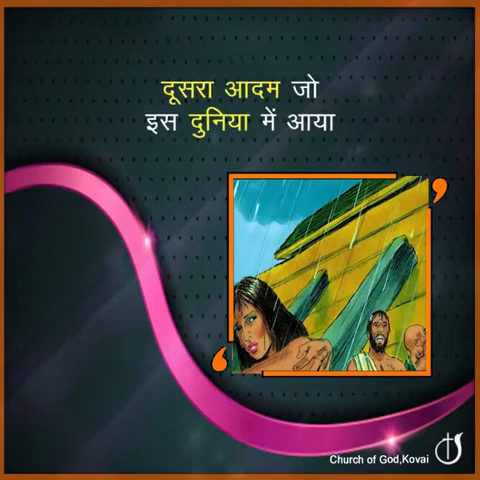 दूसरा आदम जो
इस दुनिया में आया
Church of God,Kovai